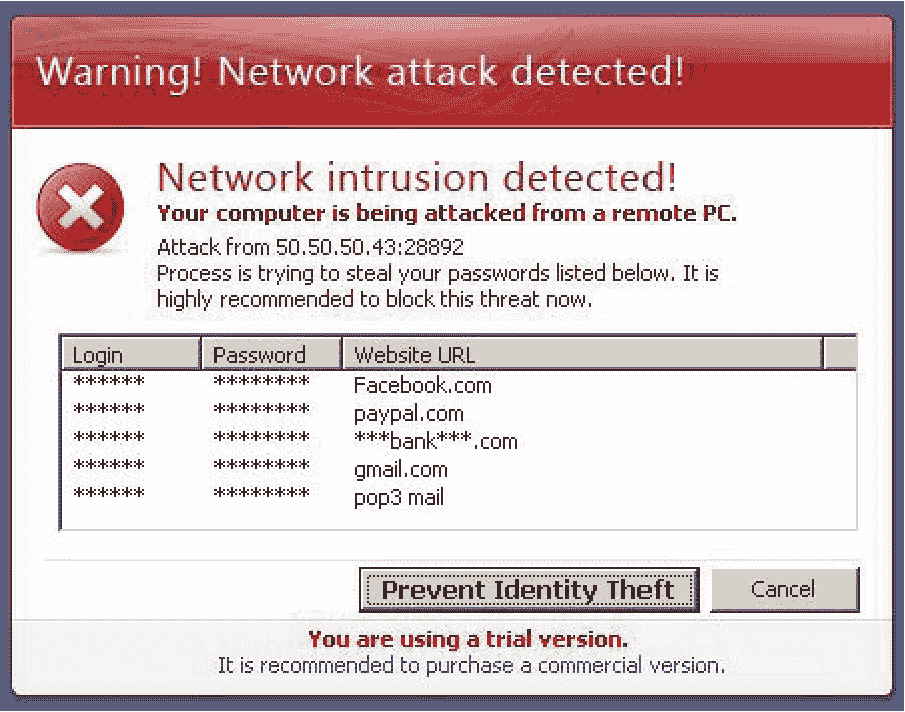 Warning! Network attack detected!
Network intrusion detected!
Your computer is being attacked from a remote PC.
Attack from 50.50.50.43:28892
Process is trying to steal your passwords listed below. It is
highly recommended to block this threat now.
Login Password Website URL
****** ******** Facebook.com
****** ******** paypal.com
****** ******** ***bank***.com
****** ******** gmail.com
****** ******** pop3 mail
Prevent Identity Theft Cancel
You are using a trial version.
It is recommended to purchase a commercial version.